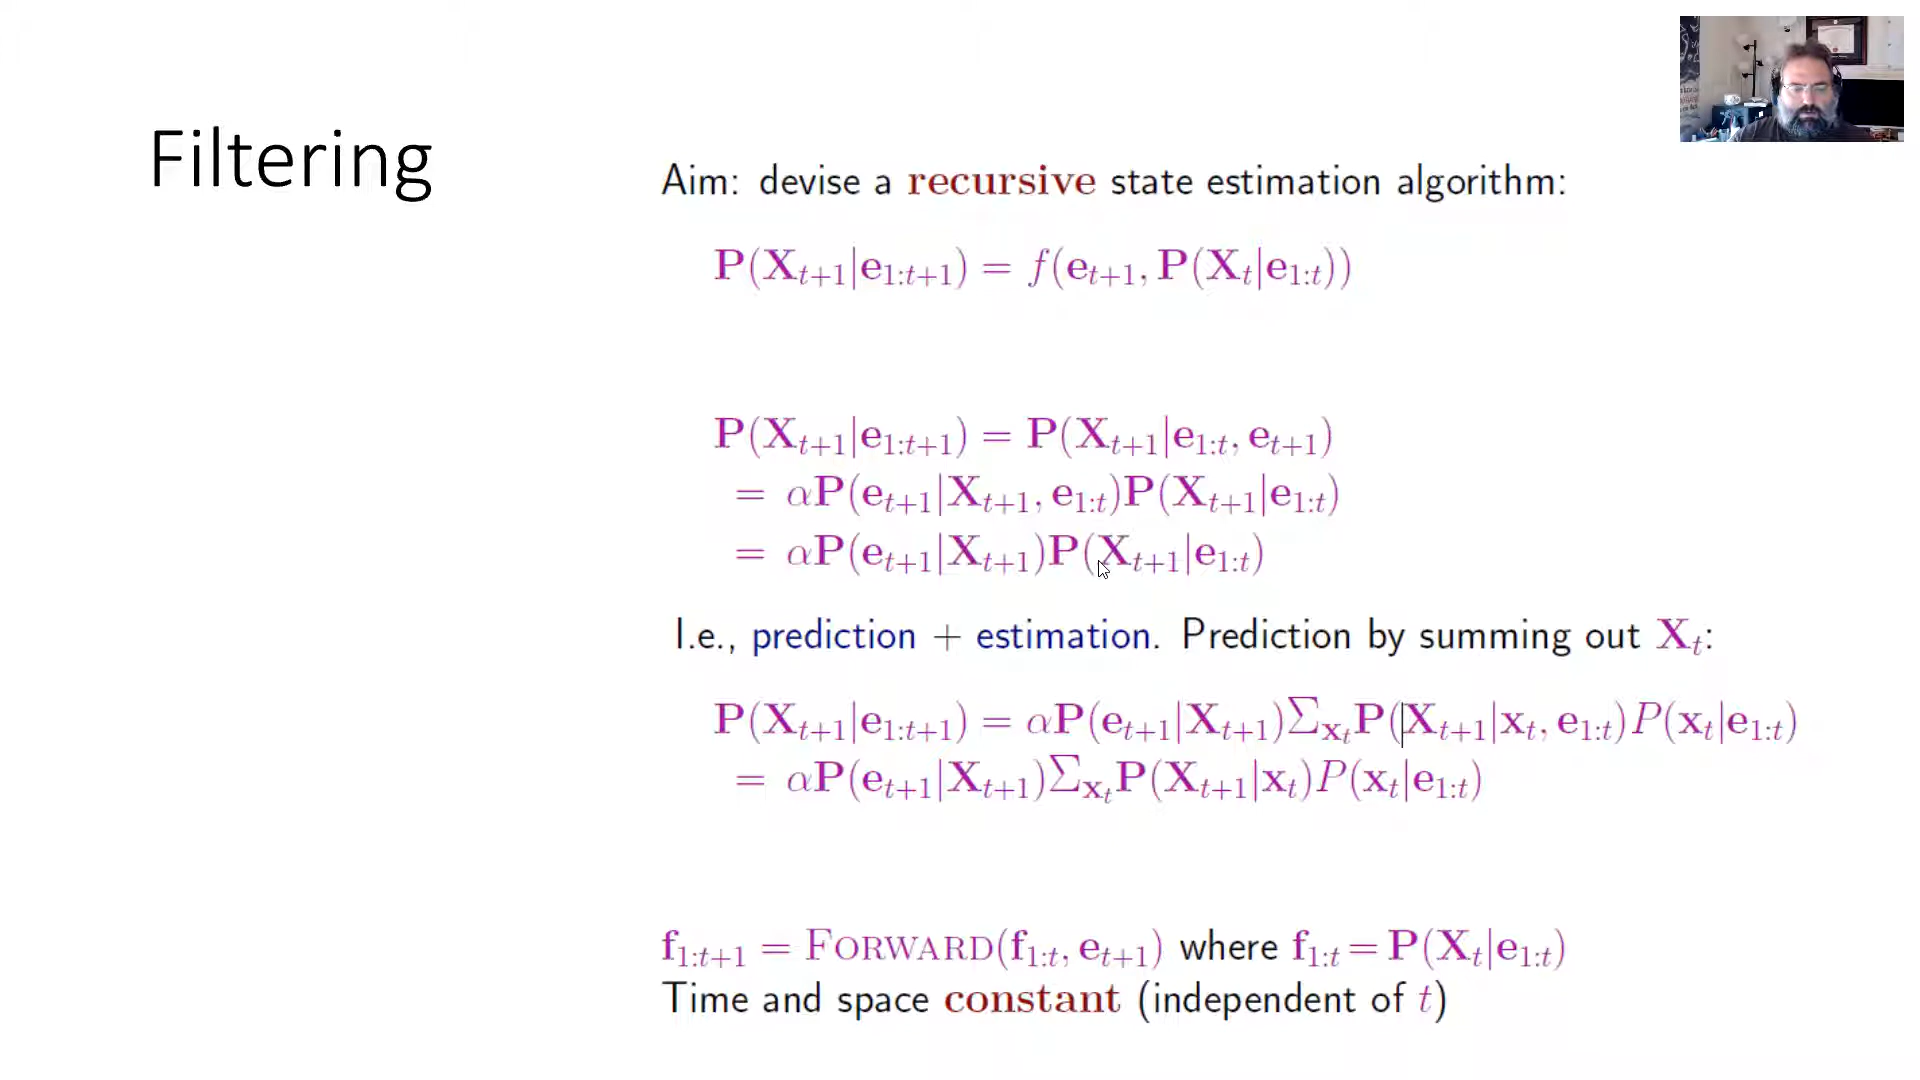 Filtering
Aim: devise a recursive state estimation algorithm:
P(X_{t+1}|e_{1:t+1}) = f(e_{t+1}, P(X_t|e_{1:t}))
P(X_{t+1}|e_{1:t+1}) = P(X_{t+1}|e_{1:t}, e_{t+1})
= αP(e_{t+1}|X_{t+1}, e_{1:t})P(X_{t+1}|e_{1:t})
= αP(e_{t+1}|X_{t+1})P(X_{t+1}|e_{1:t})
I.e., prediction + estimation. Prediction by summing out X_t:
P(X_{t+1}|e_{1:t+1}) = αP(e_{t+1}|X_{t+1})Σ_{x_t}P(X_{t+1}|x_t, e_{1:t})P(x_t|e_{1:t})
= αP(e_{t+1}|X_{t+1})Σ_{x_t}P(X_{t+1}|x_t)P(x_t|e_{1:t})
f_{1:t+1} = FORWARD(f_{1:t}, e_{t+1}) where f_{1:t} = P(X_t|e_{1:t})
Time and space constant (independent of t)